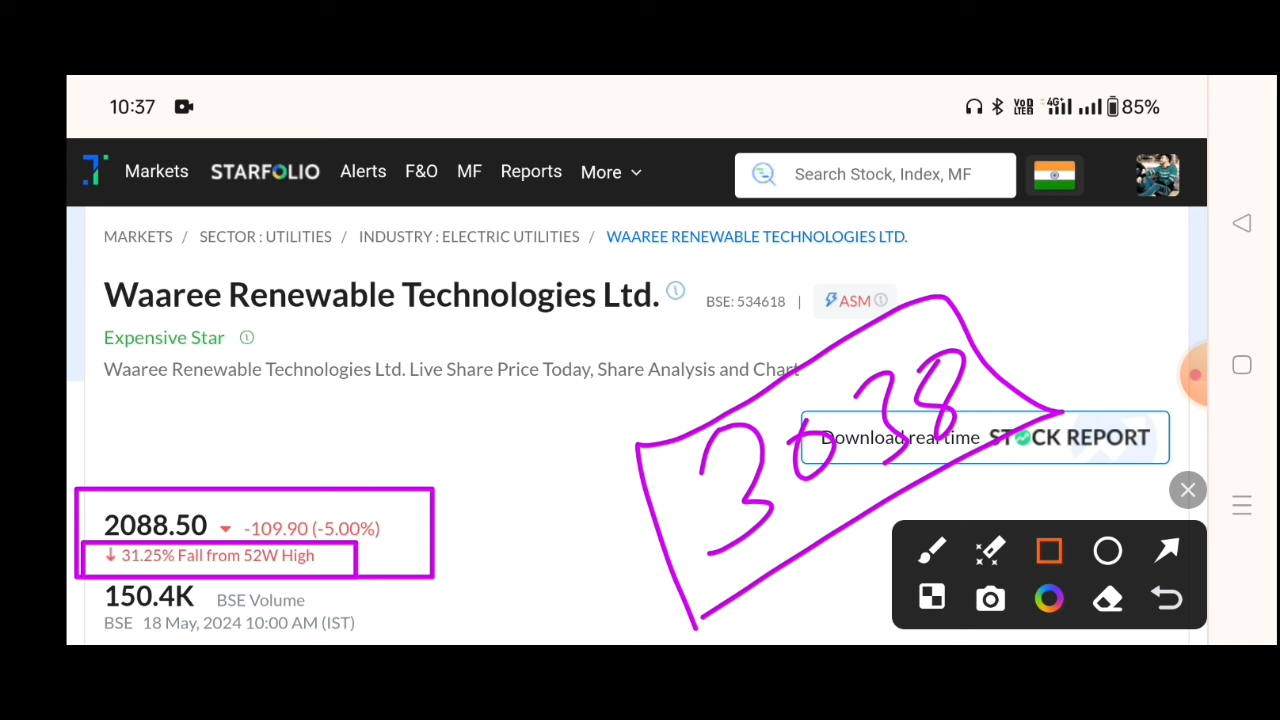 10:37 VoD LTE 4G+ 85%
Markets STARFOLIO Alerts F&O MF Reports More Search Stock, Index, MF
MARKETS / SECTOR : UTILITIES / INDUSTRY : ELECTRIC UTILITIES / WAAREE RENEWABLE TECHNOLOGIES LTD.
Waaree Renewable Technologies Ltd. BSE: 534618 | ASM
Expensive Star
Waaree Renewable Technologies Ltd. Live Share Price Today, Share Analysis and Chart
3038
Download real time STOCK REPORT
2088.50 -109.90 (-5.00%)
31.25% Fall from 52W High
150.4K BSE Volume
BSE 18 May, 2024 10:00 AM (IST)